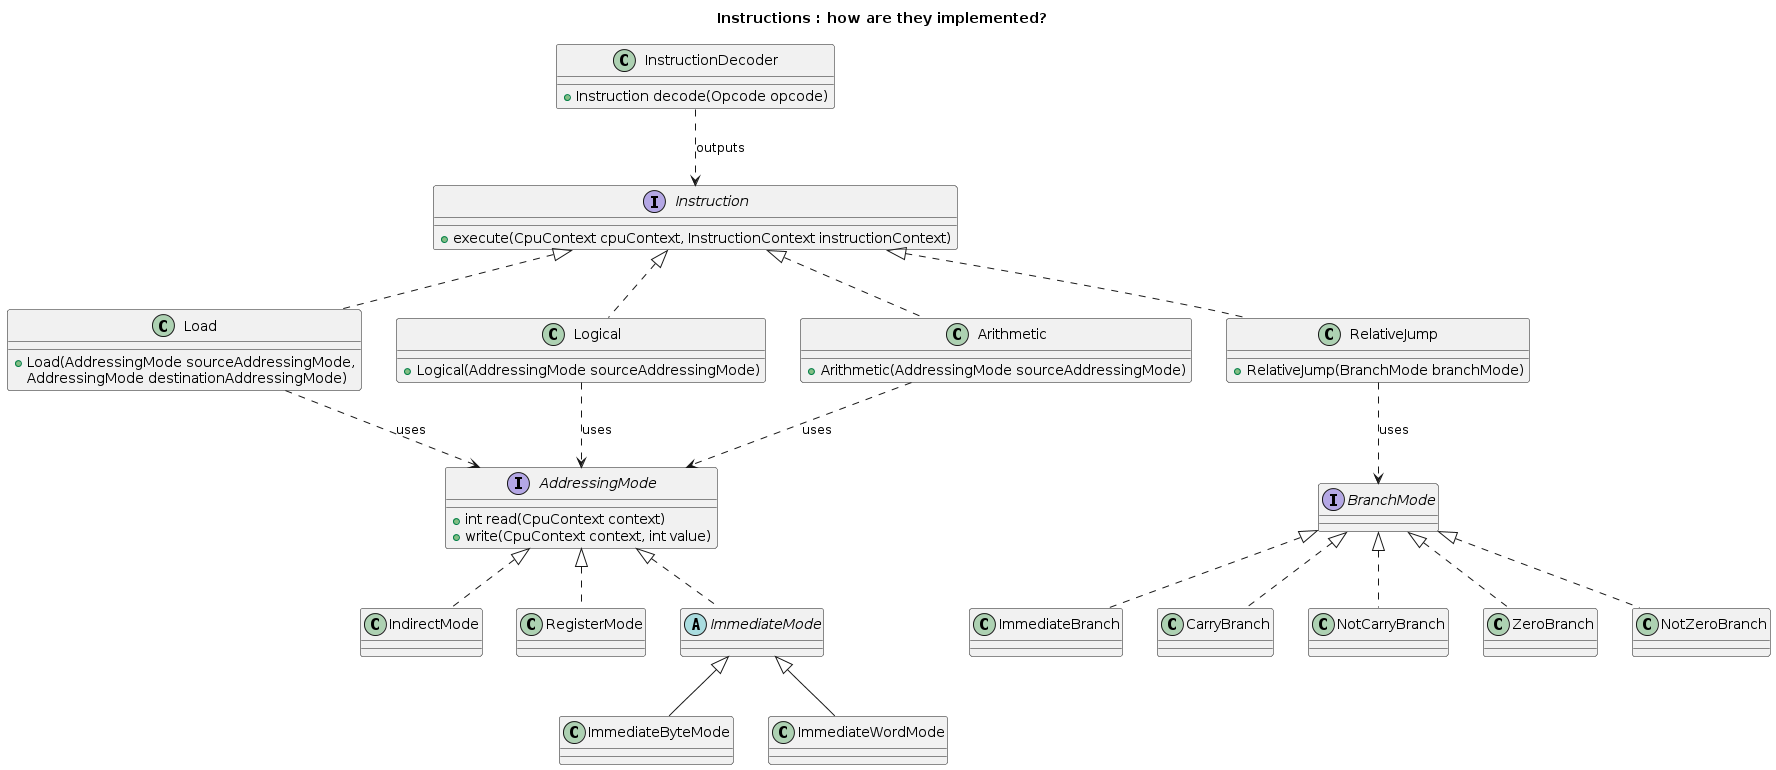 Instructions : how are they implemented?
C InstructionDecoder
Instruction decode(Opcode opcode)
outputs
I Instruction
execute(CpuContext cpuContext, InstructionContext instructionContext)
C Load
Load(AddressingMode sourceAddressingMode,
AddressingMode destinationAddressingMode)
C Logical
Logical(AddressingMode sourceAddressingMode)
C Arithmetic
Arithmetic(AddressingMode sourceAddressingMode)
C RelativeJump
RelativeJump(BranchMode branchMode)
uses
uses
uses
uses
I AddressingMode
int read(CpuContext context)
write(CpuContext context, int value)
I BranchMode
C IndirectMode
C RegisterMode
A ImmediateMode
C ImmediateBranch
C CarryBranch
C NotCarryBranch
C ZeroBranch
C NotZeroBranch
C ImmediateByteMode
C ImmediateWordMode